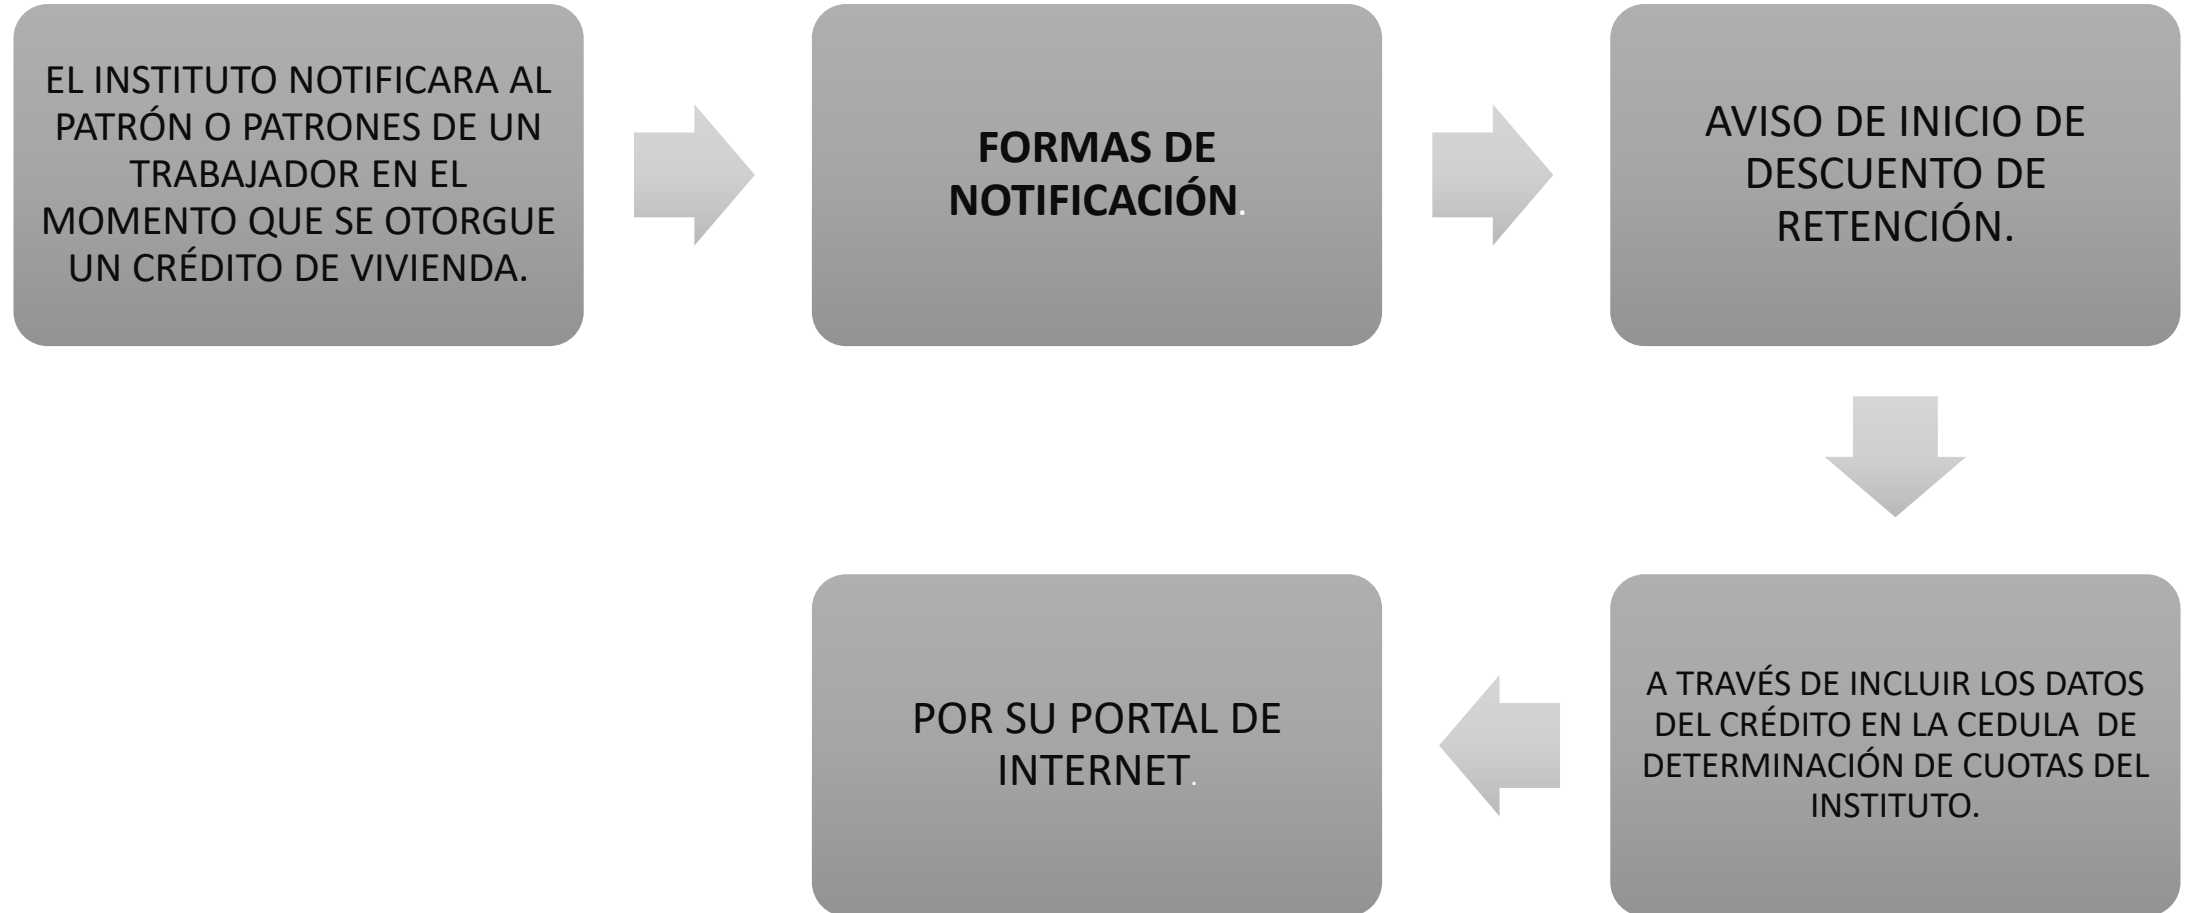 EL INSTITUTO NOTIFICARA AL
PATRÓN O PATRONES DE UN
TRABAJADOR EN EL
MOMENTO QUE SE OTORGUE
UN CRÉDITO DE VIVIENDA.
FORMAS DE
NOTIFICACIÓN.
AVISO DE INICIO DE
DESCUENTO DE
RETENCIÓN.
A TRAVÉS DE INCLUIR LOS DATOS
DEL CRÉDITO EN LA CEDULA  DE
DETERMINACIÓN DE CUOTAS DEL
INSTITUTO.
POR SU PORTAL DE
INTERNET.